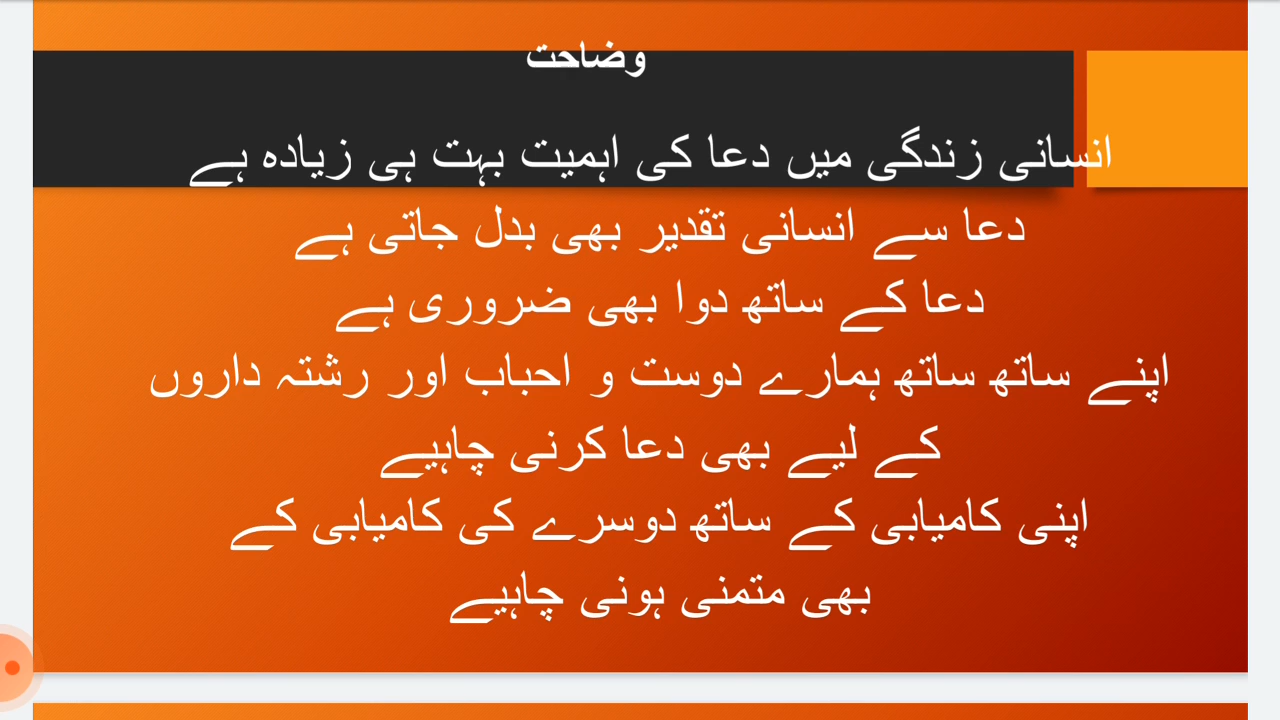 وضاحت
انسانی زندگی میں دعا کی اہمیت بہت ہی زیادہ ہے
دعا سے انسانی تقدیر بھی بدل جاتی ہے
دعا کے ساتھ دوا بھی ضروری ہے
اپنے ساتھ ساتھ ہمارے دوست و احباب اور رشتہ داروں
کے لیے بھی دعا کرنی چاہیے
اپنی کامیابی کے ساتھ دوسرے کی کامیابی کے
بھی متمنی ہونی چاہیے